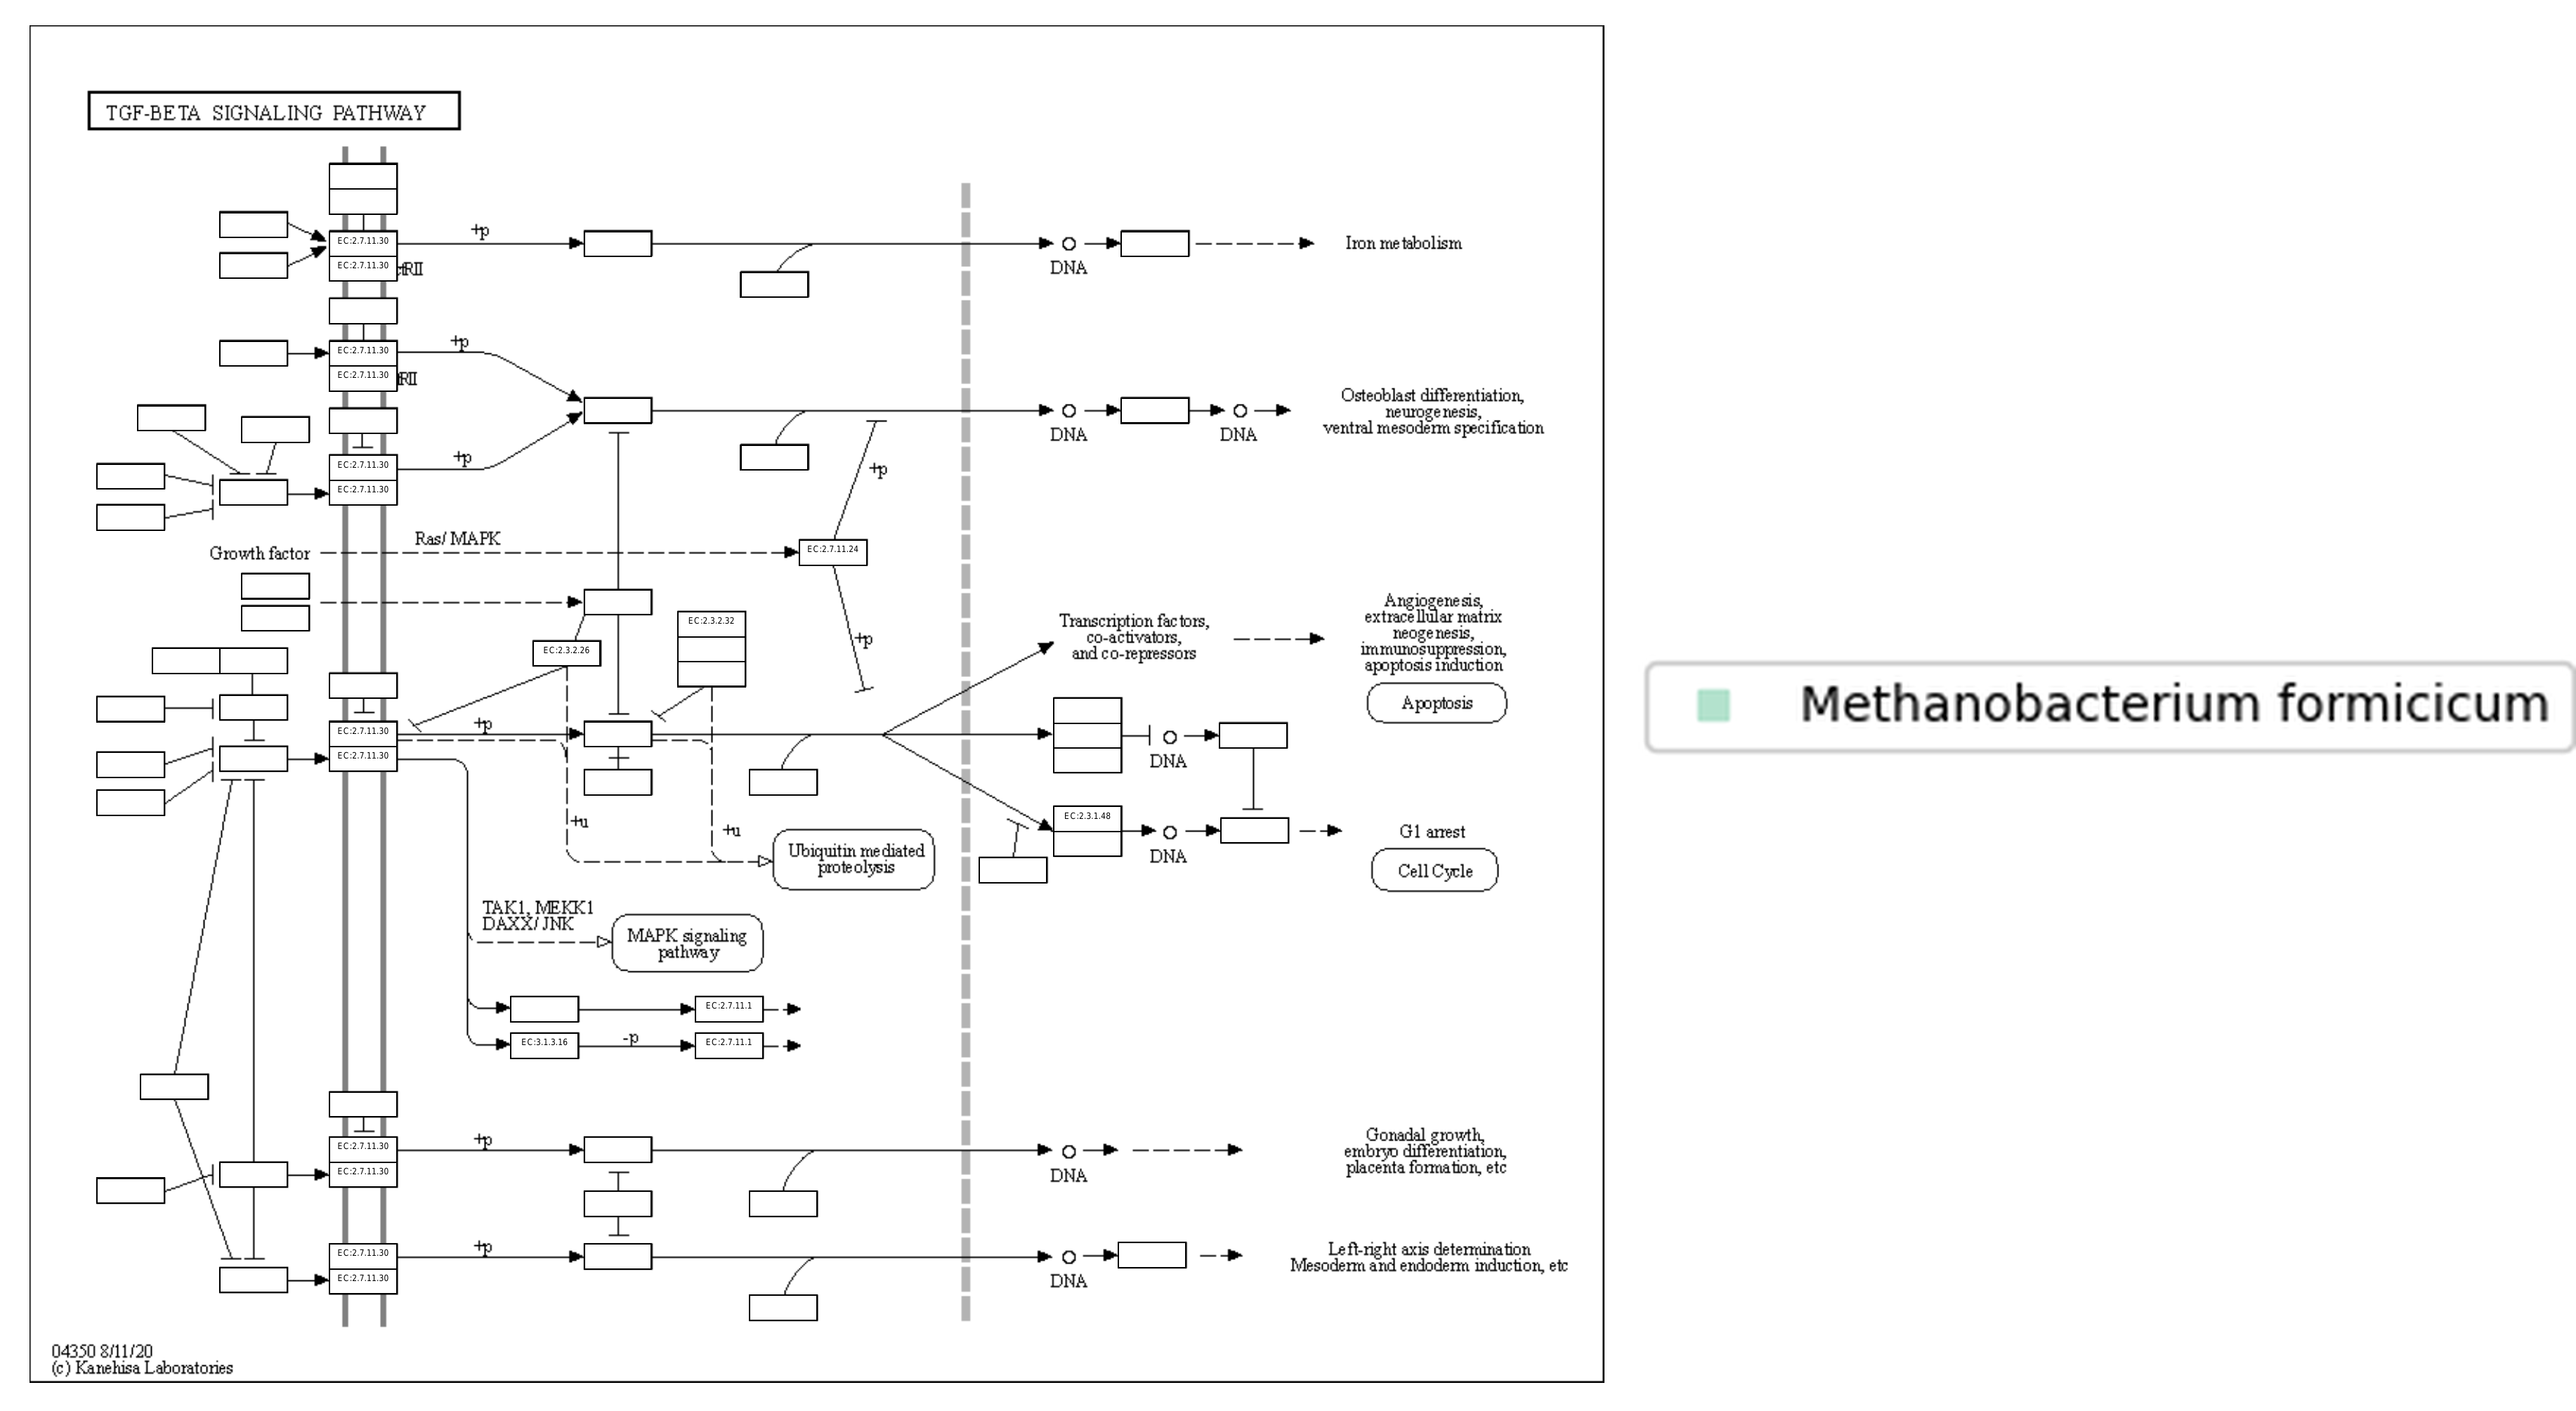 TGF-BETA SIGNALING PATHWAY
EC:2.7.11.30
+p
EC:2.7.11.30
RII
DNA
Iron metabolism
EC:2.7.11.30
+p
EC:2.7.11.30
RII
DNA
DNA
Osteoblast differentiation,
neurogenesis,
ventral mesoderm specification
EC:2.7.11.30
+p
EC:2.7.11.30
+p
Growth factor
Ras/ MAPK
EC:2.7.11.24
+p
EC:2.3.2.26
EC:2.3.2.32
Transcription factors,
co-activators,
and co-repressors
Angiogenesis,
extracellular matrix
neogenesis,
immunosuppression,
apoptosis induction
Apoptosis
EC:2.7.11.30
+p
EC:2.7.11.30
DNA
+u
+u
Ubiquitin mediated
proteolysis
EC:2.3.1.48
DNA
G1 arrest
Cell Cycle
TAK1, MEKK1
DAXX/ JNK
MAPK signaling
pathway
EC:2.7.11.1
EC:3.1.3.16
-p
EC:2.7.11.1
EC:2.7.11.30
+p
EC:2.7.11.30
DNA
Gonadal growth,
embryo differentiation,
placenta formation, etc
EC:2.7.11.30
+p
EC:2.7.11.30
DNA
Left-right axis determination
Mesoderm and endoderm induction, etc
04350 8/11/20
(c) Kanehisa Laboratories
Methanobacterium formicicum